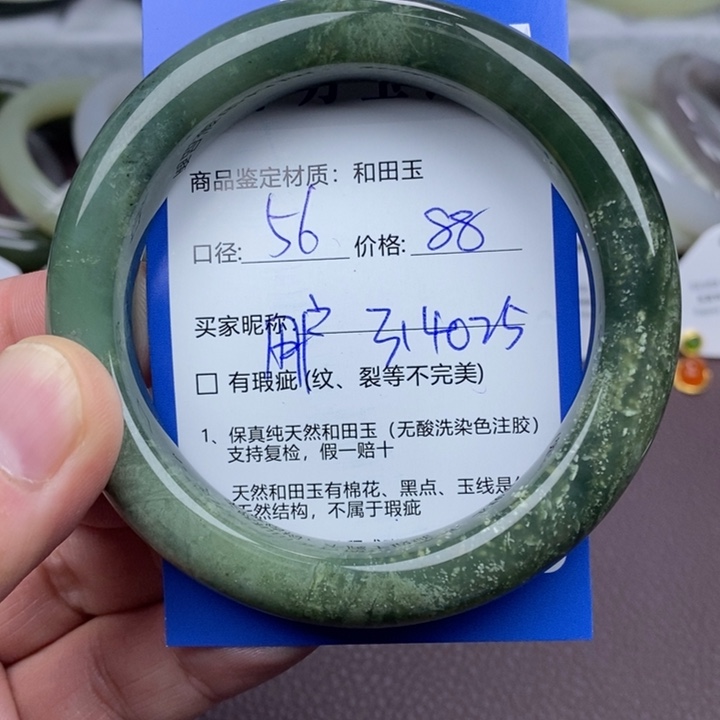 商品鉴定材质：和田玉
口径: 56 价格: 88
买家昵称: 用户 314025
□ 有瑕疵 (纹、裂等不完美)
1、保真纯天然和田玉（无酸洗染色注胶）
支持复检，假一赔十
天然和田玉有棉花、黑点、玉线是
天然结构，不属于瑕疵